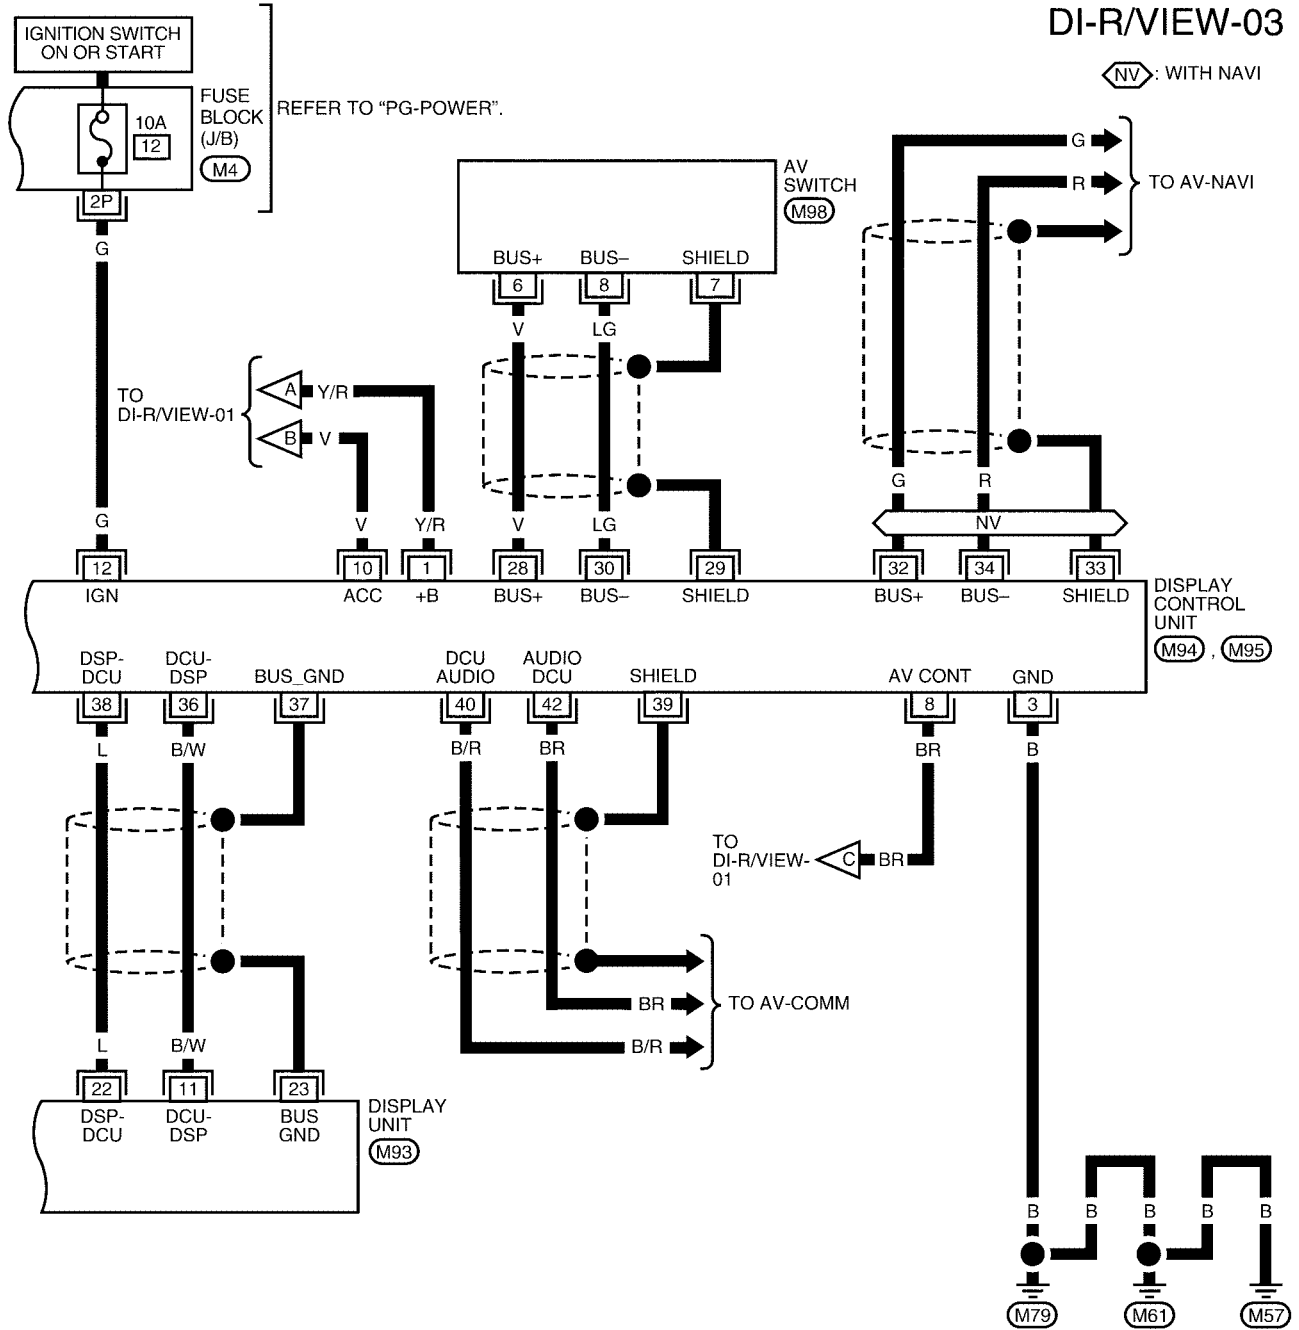 DI-R/VIEW-03
NV : WITH NAVI
IGNITION SWITCH
ON OR START
FUSE
BLOCK
(J/B)
M4
10A
12
2P
REFER TO “PG-POWER”.
G
AV
SWITCH
M98
BUS+ BUS– SHIELD
6 8 7
V LG
G
R
TO AV-NAVI
TO
DI-R/VIEW-01
A Y/R
B V
G R
NV
G V Y/R V LG
12 10 1 28 30 29 32 34 33
IGN ACC +B BUS+ BUS– SHIELD BUS+ BUS– SHIELD
DISPLAY
CONTROL
UNIT
M94 , M95
DSP-
DCU
DCU-
DSP
BUS_GND
DCU
AUDIO
AUDIO
DCU
SHIELD
AV CONT
GND
38 36 37 40 42 39 8 3
L B/W B/R BR BR B
TO
DI-R/VIEW-
01
C BR
BR
B/R
TO AV-COMM
L B/W
22 11 23
DSP-
DCU
DCU-
DSP
BUS
GND
DISPLAY
UNIT
M93
B B B B B
M79 M61 M57